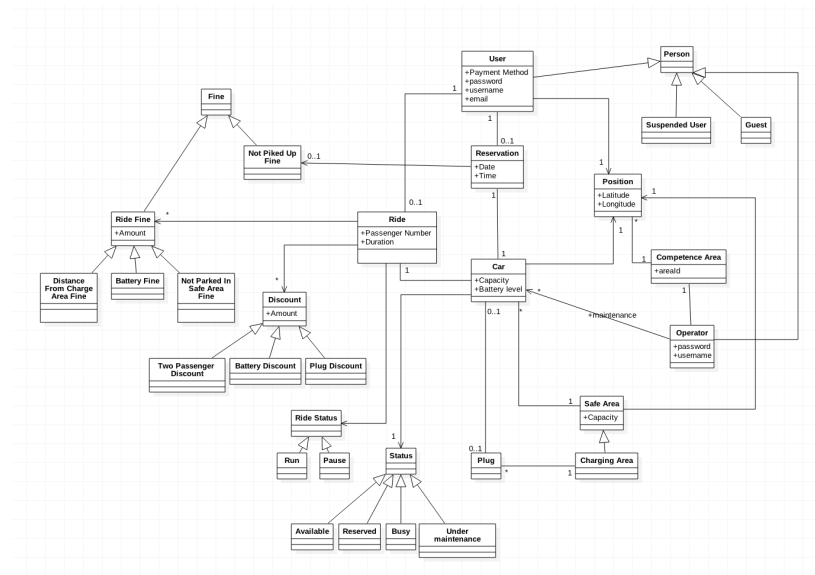 Person
User
+Payment Method
+password
+username
+email
1
1
0..1
Fine
Suspended User
Guest
Not Piked Up
Fine
0..1
Reservation
+Date
+Time
1
1
Position
+Latitude
+Longitude
1
1
*
0..1
*
Ride Fine
+Amount
Ride
+Passenger Number
+Duration
1
1
Car
+Capacity
+Battery level
*
1
Competence Area
+areaId
1
Distance
From Charge
Area Fine
Battery Fine
Not Parked In
Safe Area
Fine
*
Discount
+Amount
0..1
*
+maintenance
Operator
+password
+username
Two Passenger
Discount
Battery Discount
Plug Discount
1
Safe Area
+Capacity
Ride Status
1
Run
Pause
Status
0..1
Plug
*
1
Charging Area
Available
Reserved
Busy
Under
maintenance